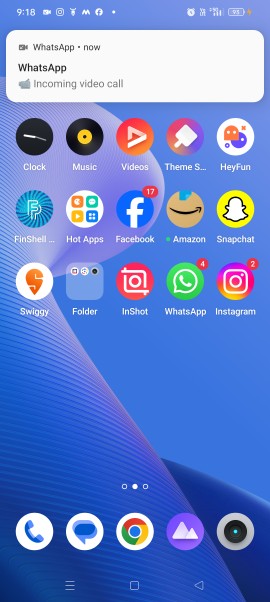 9:18
93
WhatsApp • now
WhatsApp
📹 Incoming video call
Clock Music Videos Theme S... HeyFun
17
FinShell ... Hot Apps Facebook Amazon Snapchat
4 2
Swiggy Folder InShot WhatsApp Instagram